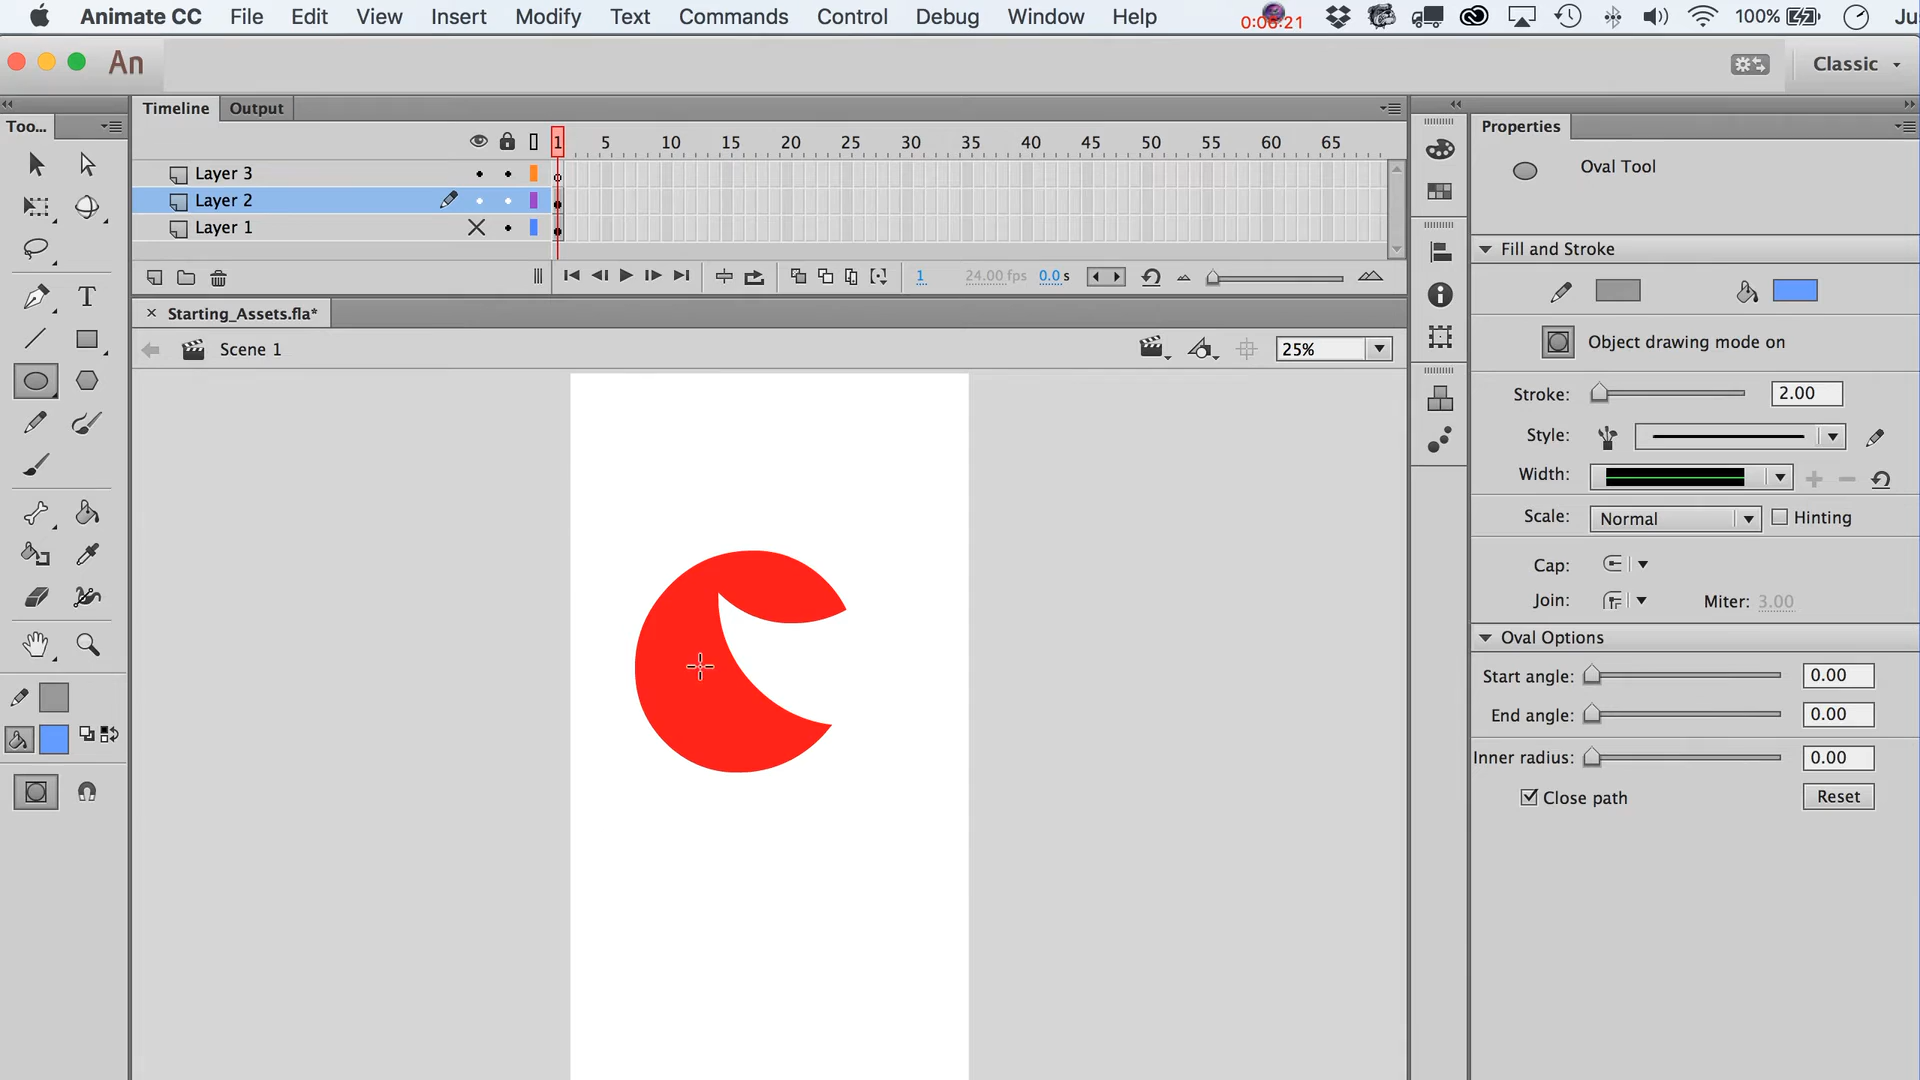 Animate CC File Edit View Insert Modify Text Commands Control Debug Window Help 0:06:21 100% Ju
An Classic
Timeline Output
Too...
Properties
1 5 10 15 20 25 30 35 40 45 50 55 60 65
Oval Tool
Layer 3
Layer 2
Layer 1
Fill and Stroke
1 24.00 fps 0.0 s
T
Starting_Assets.fla*
Object drawing mode on
Scene 1 25%
Stroke: 2.00
Style:
Width:
Scale: Normal Hinting
Cap:
Join: Miter: 3.00
Oval Options
Start angle: 0.00
End angle: 0.00
Inner radius: 0.00
Close path Reset